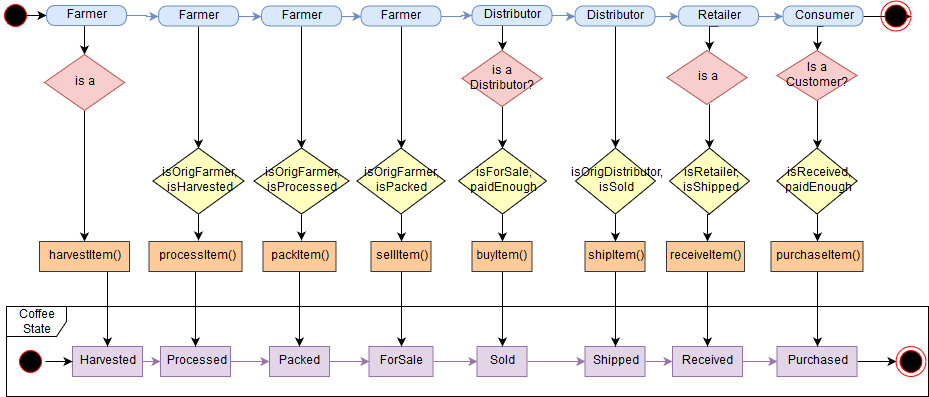 Farmer
Farmer
Farmer
Farmer
Distributor
Distributor
Retailer
Consumer
is a
is a
Distributor?
is a
Is a
Customer?
isOrigFarmer,
isHarvested
isOrigFarmer,
isProcessed
isOrigFarmer,
isPacked
isForSale,
paidEnough
isOrigDistributor,
isSold
isRetailer,
isShipped
isReceived,
paidEnough
harvestItem()
processItem()
packItem()
sellItem()
buyItem()
shipItem()
receiveItem()
purchaseItem()
Coffee
State
Harvested
Processed
Packed
ForSale
Sold
Shipped
Received
Purchased